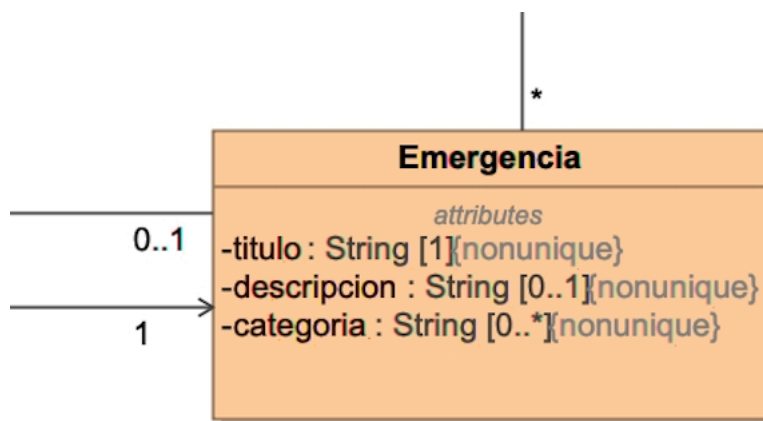 *
Emergencia
attributes
0..1
-titulo : String [1]{nonunique}
-descripcion : String [0..1]{nonunique}
1
-categoria : String [0..*]{nonunique}